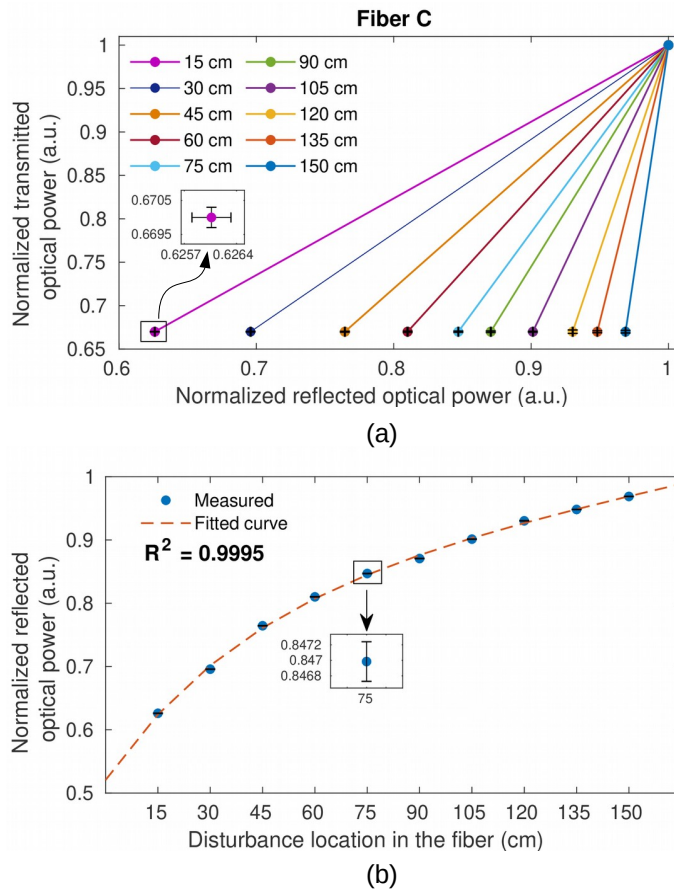 Fiber C
Normalized transmitted
optical power (a.u.)
1
0.95
0.9
0.85
0.8
0.75
0.7
0.65
15 cm
30 cm
45 cm
60 cm
75 cm
90 cm
105 cm
120 cm
135 cm
150 cm
0.6705
0.6695
0.6257 0.6264
0.6 0.7 0.8 0.9 1
Normalized reflected optical power (a.u.)
(a)
Normalized reflected
optical power (a.u.)
1
0.9
0.8
0.7
0.6
0.5
Measured
Fitted curve
R² = 0.9995
0.8472
0.847
0.8468
75
15 30 45 60 75 90 105 120 135 150
Disturbance location in the fiber (cm)
(b)